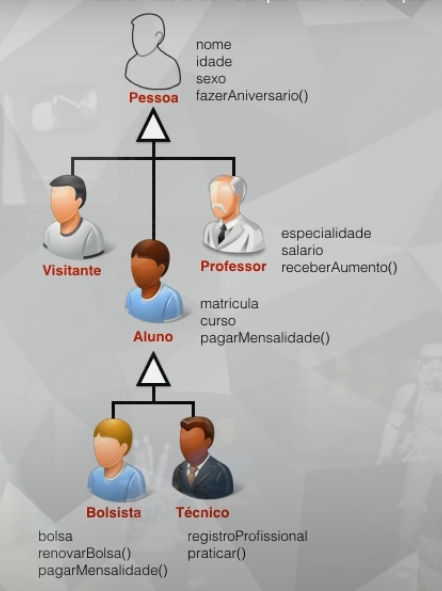 nome
idade
sexo
fazerAniversario()
Pessoa
Visitante
Professor
especialidade
salario
receberAumento()
Aluno
matricula
curso
pagarMensalidade()
Bolsista
bolsa
renovarBolsa()
pagarMensalidade()
Técnico
registroProfissional
praticar()